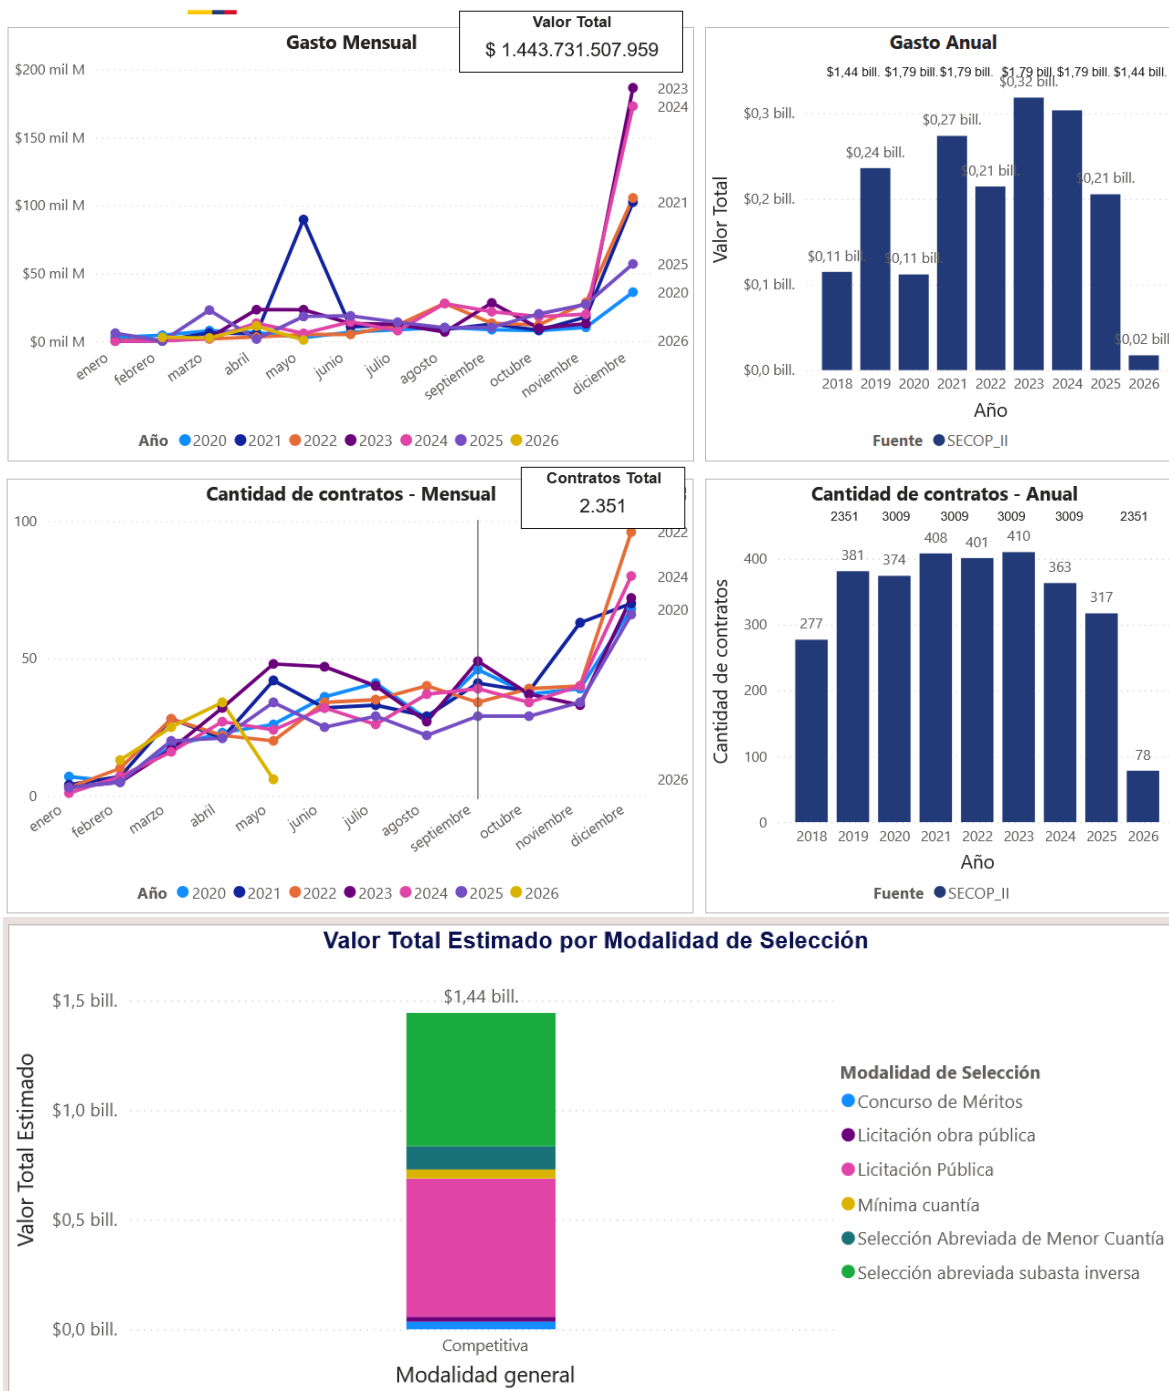 Valor Total
$ 1.443.731.507.959
Gasto Mensual
$200 mil M
$150 mil M
$100 mil M
$50 mil M
$0 mil M
2023
2024
2021
2025
2020
2026
enero
febrero
marzo
abril
mayo
junio
julio
agosto
septiembre
octubre
noviembre
diciembre
Año 2020 2021 2022 2023 2024 2025 2026
Gasto Anual
$1,44 bill. $1,79 bill. $1,79 bill. $1,79 bill. $1,79 bill. $1,44 bill.
$0,32 bill.
$0,27 bill.
$0,24 bill.
$0,21 bill.
$0,21 bill.
$0,11 bill.
$0,11 bill.
$0,02 bill
Valor Total
$0,3 bill.
$0,2 bill.
$0,1 bill.
$0,0 bill.
2018 2019 2020 2021 2022 2023 2024 2025 2026
Año
Fuente SECOP_II
Contratos Total
2.351
Cantidad de contratos - Mensual
100
50
0
2022
2024
2020
2026
enero
febrero
marzo
abril
mayo
junio
julio
agosto
septiembre
octubre
noviembre
diciembre
Año 2020 2021 2022 2023 2024 2025 2026
Cantidad de contratos - Anual
2351 3009 3009 3009 3009 2351
277 381 374 408 401 410 363 317 78
Cantidad de contratos
400
300
200
100
0
2018 2019 2020 2021 2022 2023 2024 2025 2026
Año
Fuente SECOP_II
Valor Total Estimado por Modalidad de Selección
$1,44 bill.
Valor Total Estimado
$1,5 bill.
$1,0 bill.
$0,5 bill.
$0,0 bill.
Competitiva
Modalidad general
Modalidad de Selección
Concurso de Méritos
Licitación obra pública
Licitación Pública
Mínima cuantía
Selección Abreviada de Menor Cuantía
Selección abreviada subasta inversa